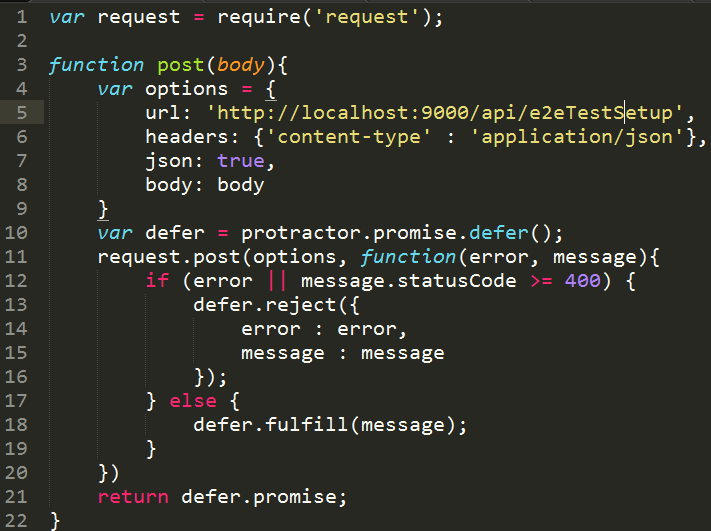 1 var request = require('request');
2
3 function post(body){
4     var options = {
5         url: 'http://localhost:9000/api/e2eTestSetup',
6         headers: {'content-type' : 'application/json'},
7         json: true,
8         body: body
9     }
10     var defer = protractor.promise.defer();
11     request.post(options, function(error, message){
12         if (error || message.statusCode >= 400) {
13             defer.reject({
14                 error : error,
15                 message : message
16             });
17         } else {
18             defer.fulfill(message);
19         }
20     })
21     return defer.promise;
22 }